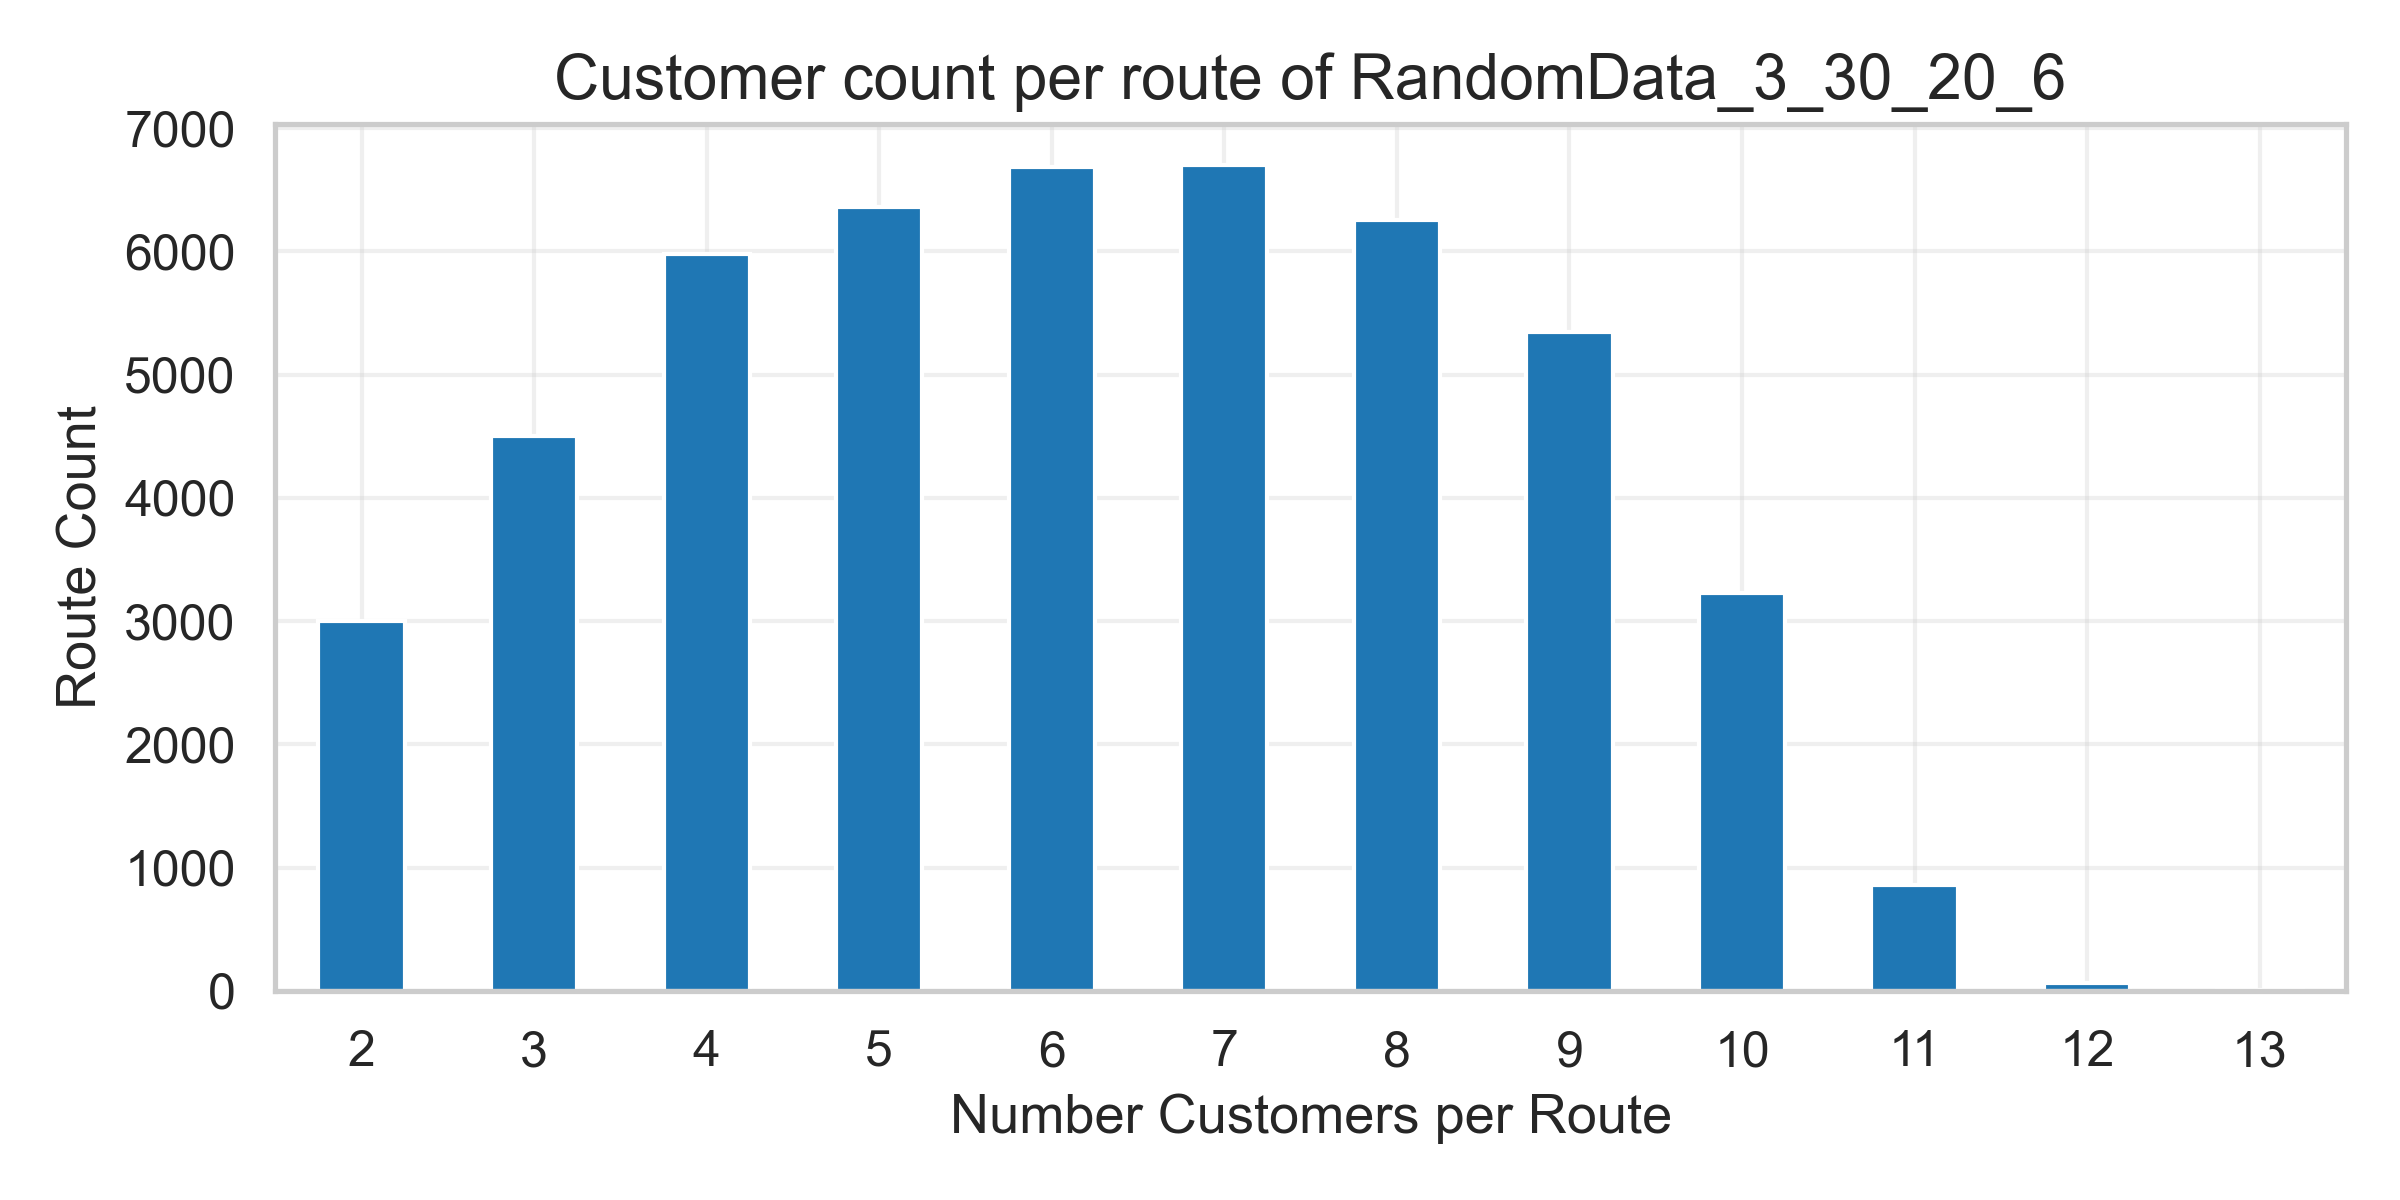 Customer count per route of RandomData_3_30_20_6
7000
6000
5000
4000
3000
2000
1000
0
Route Count
2 3 4 5 6 7 8 9 10 11 12 13
Number Customers per Route